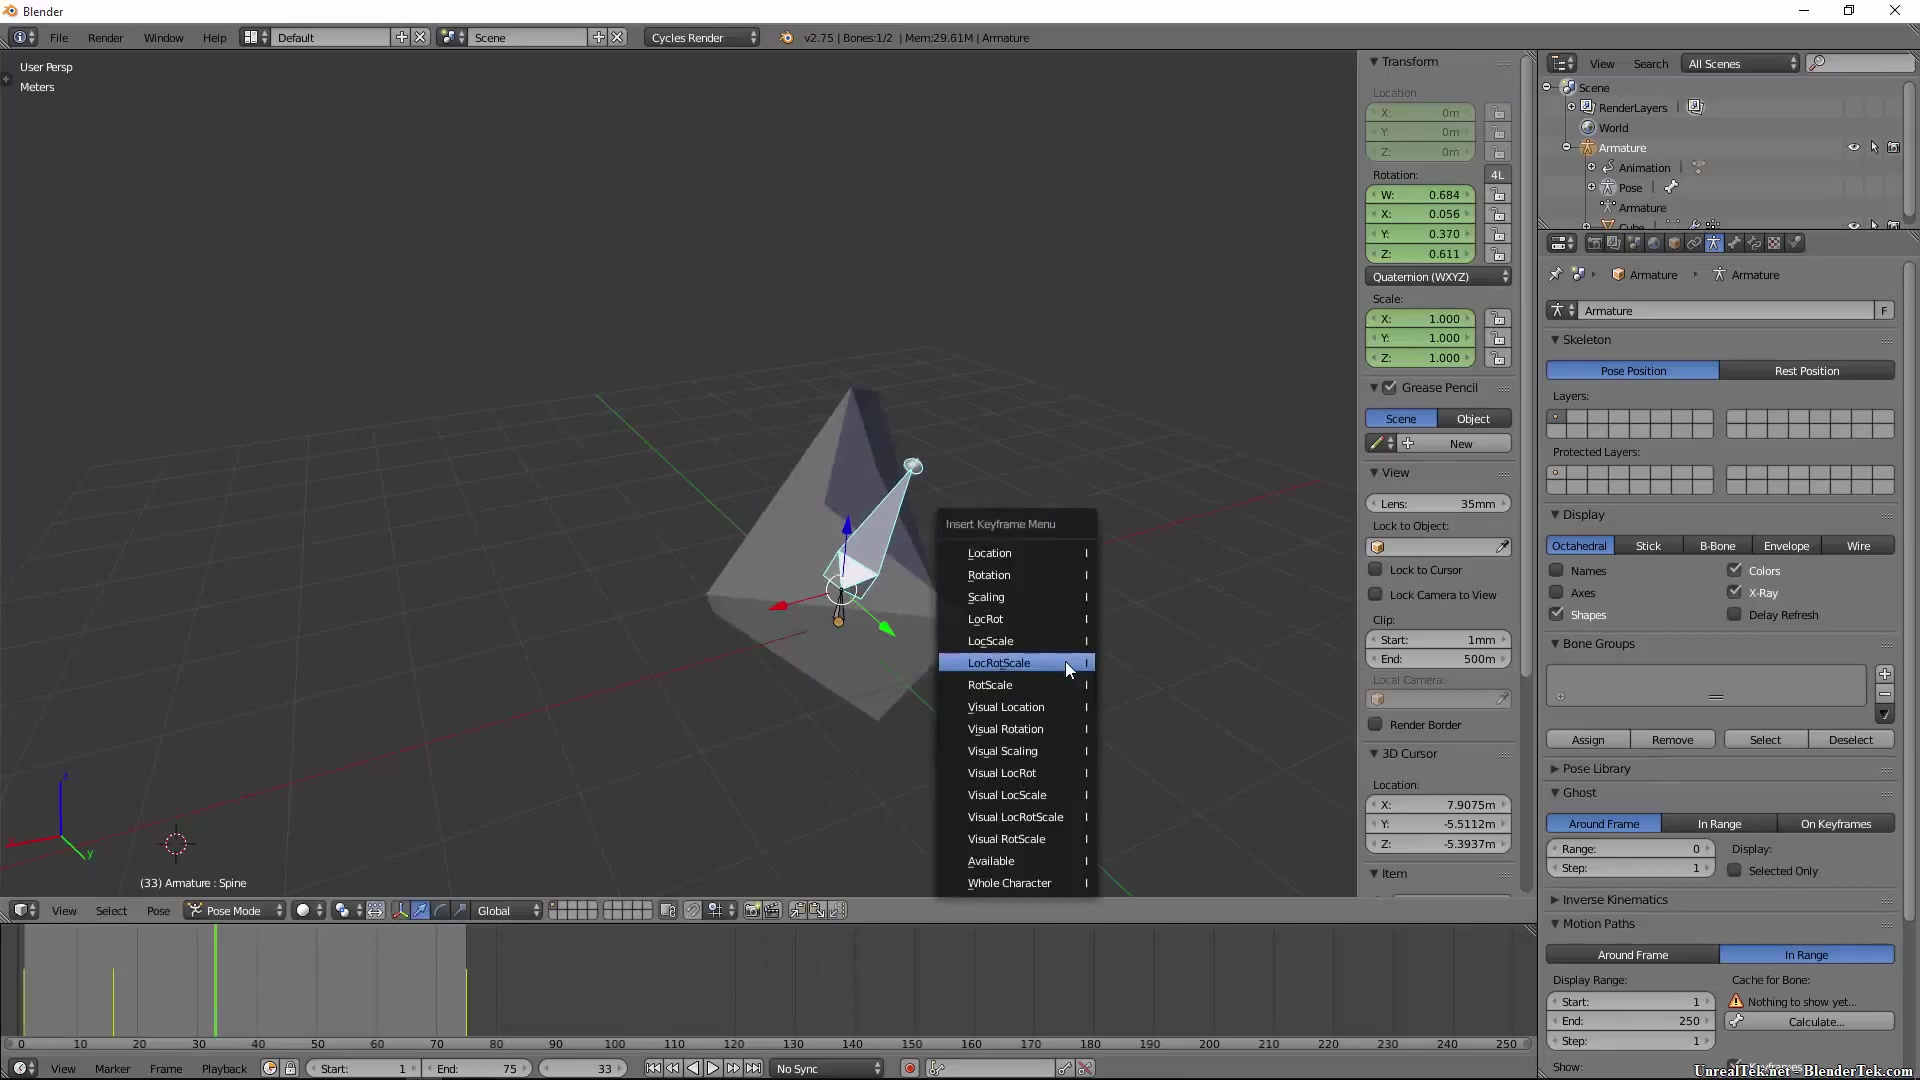 Blender
File Render Window Help Default Scene Cycles Render v2.75 | Bones:1/2 | Mem:29.61M | Armature
User Persp
Meters
Transform
Location:
X: 0m
Y: 0m
Z: 0m
Rotation: 4L
W: 0.684
X: 0.056
Y: 0.370
Z: 0.611
Quaternion (WXYZ)
Scale:
X: 1.000
Y: 1.000
Z: 1.000
Grease Pencil
Scene Object
New
View
Lens: 35mm
Lock to Object:
Lock to Cursor
Lock Camera to View
Clip:
Start: 1mm
End: 500m
Local Camera:
Render Border
3D Cursor
Location:
X: 7.9075m
Y: -5.5112m
Z: -5.3937m
Item
Insert Keyframe Menu
Location I
Rotation I
Scaling I
LocRot I
LocScale I
LocRotScale I
RotScale I
Visual Location I
Visual Rotation I
Visual Scaling I
Visual LocRot I
Visual LocScale I
Visual LocRotScale I
Visual RotScale I
Available I
Whole Character I
z
y
(33) Armature : Spine
View Select Pose Pose Mode Global
0 10 20 30 40 50 60 70 80 90 100 110 120 130 140 150 160 170 180 190 200 210 220 230 240 250
View Marker Frame Playback Start: 1 End: 75 33 No Sync
View Search All Scenes
Scene
RenderLayers |
World
Armature
Animation |
Pose |
Armature
Cube
Armature Armature
Armature F
Skeleton
Pose Position Rest Position
Layers:
Protected Layers:
Display
Octahedral Stick B-Bone Envelope Wire
Names Colors
Axes X-Ray
Shapes Delay Refresh
Bone Groups
Assign Remove Select Deselect
Pose Library
Ghost
Around Frame In Range On Keyframes
Range: 0 Display:
Step: 1 Selected Only
Inverse Kinematics
Motion Paths
Around Frame In Range
Display Range: Cache for Bone:
Start: 1 Nothing to show yet...
End: 250 Calculate...
Step: 1
Show: Keyframes
UnrealTek.net - BlenderTek.com